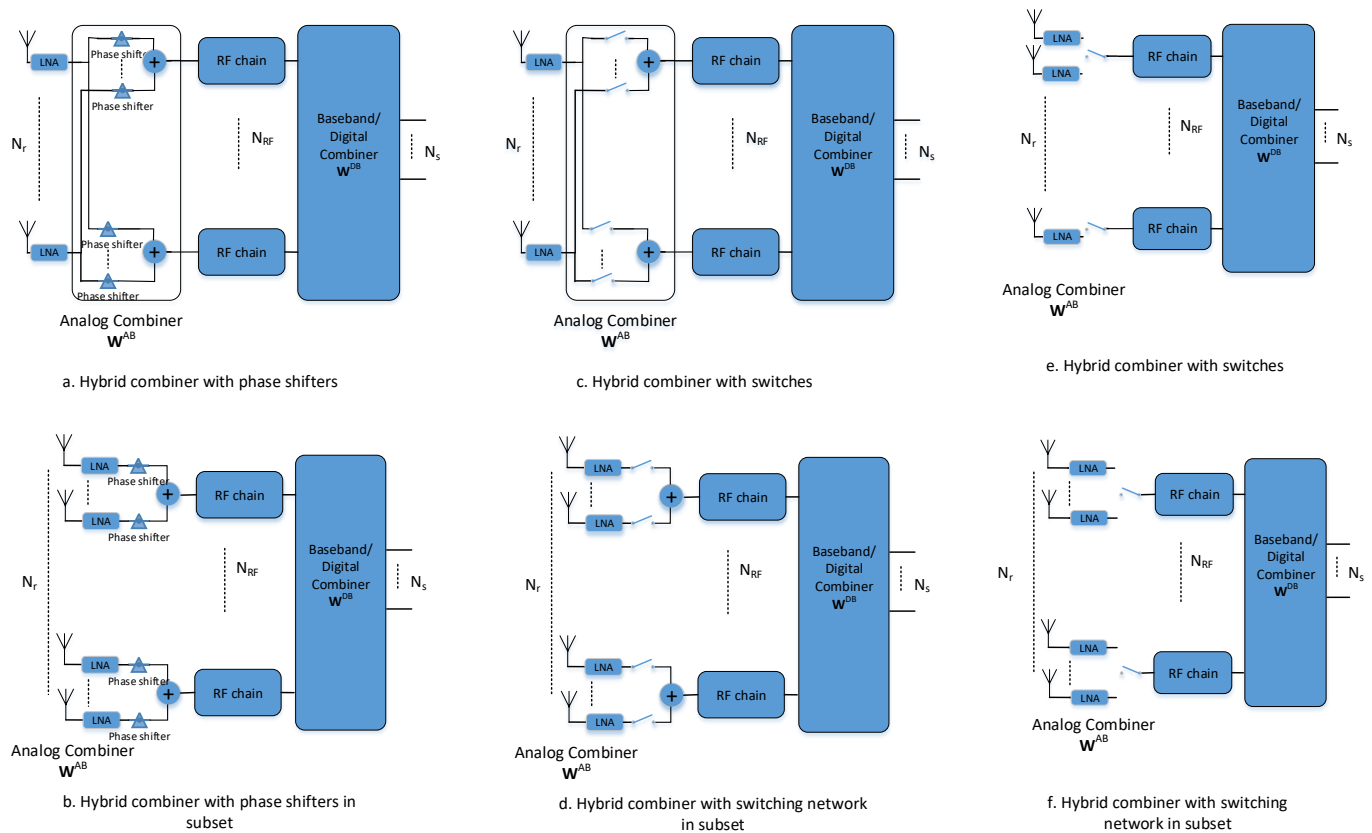 Phase shifter
LNA
Phase shifter
RF chain
N_r
N_RF
Baseband/
Digital
Combiner
W^DB
N_s
Phase shifter
LNA
Phase shifter
RF chain
Analog Combiner
W^AB
a. Hybrid combiner with phase shifters
LNA
RF chain
N_r
N_RF
Baseband/
Digital
Combiner
W^DB
N_s
LNA
RF chain
Analog Combiner
W^AB
c. Hybrid combiner with switches
LNA
LNA
RF chain
N_r
N_RF
Baseband/
Digital
Combiner
W^DB
N_s
LNA
RF chain
Analog Combiner
W^AB
e. Hybrid combiner with switches
LNA
Phase shifter
LNA
Phase shifter
RF chain
N_r
N_RF
Baseband/
Digital
Combiner
W^DB
N_s
LNA
Phase shifter
LNA
Phase shifter
RF chain
Analog Combiner
W^AB
b. Hybrid combiner with phase shifters in
subset
LNA
LNA
RF chain
N_r
N_RF
Baseband/
Digital
Combiner
W^DB
N_s
LNA
LNA
RF chain
Analog Combiner
W^AB
d. Hybrid combiner with switching network
in subset
LNA
LNA
RF chain
N_r
N_RF
Baseband/
Digital
Combiner
W^DB
N_s
LNA
LNA
RF chain
Analog Combiner
W^AB
f. Hybrid combiner with switching
network in subset